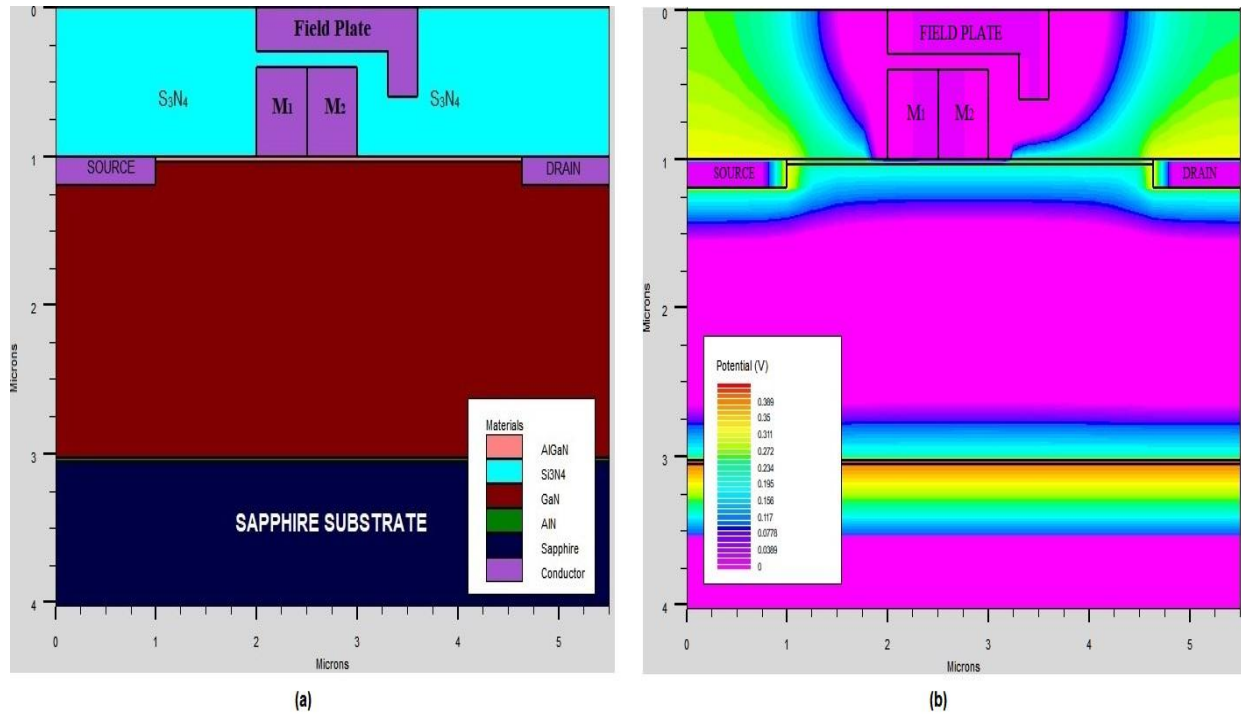 0
Field Plate
S₃N₄
M₁
M₂
S₃N₄
1
SOURCE
DRAIN
2
Microns
3
SAPPHIRE SUBSTRATE
4
Materials
AlGaN
Si3N4
GaN
AlN
Sapphire
Conductor
0 1 2 3 4 5
Microns
(a)
0
FIELD PLATE
M₁
M₂
1
SOURCE
DRAIN
2
Microns
3
4
Potential (V)
0.389
0.35
0.311
0.272
0.234
0.195
0.156
0.117
0.0778
0.0389
0
0 1 2 3 4 5
Microns
(b)